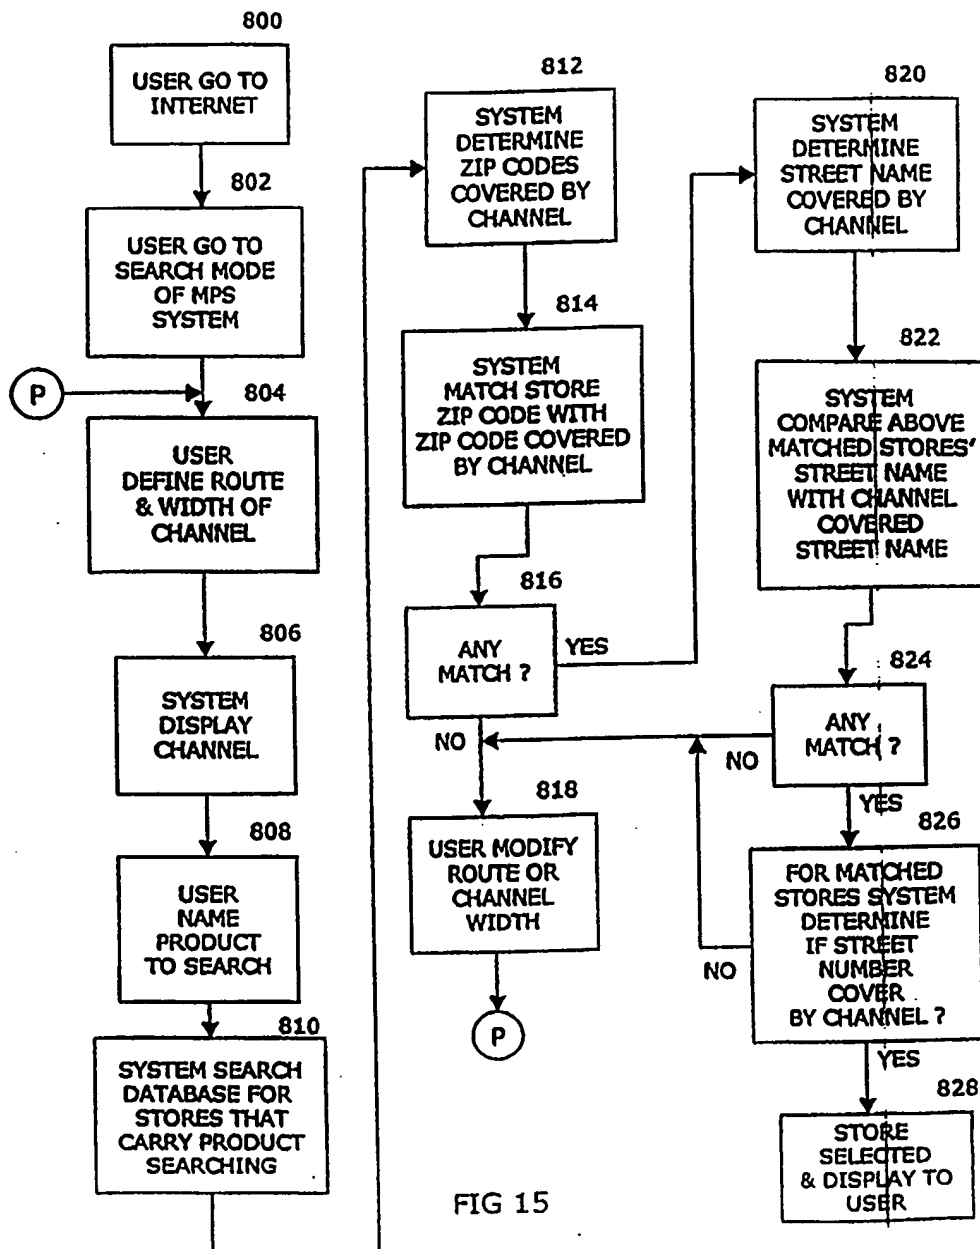 800
USER GO TO
INTERNET
802
USER GO TO
SEARCH MODE
OF MPS
SYSTEM
P
804
USER
DEFINE ROUTE
& WIDTH OF
CHANNEL
806
SYSTEM
DISPLAY
CHANNEL
808
USER
NAME
PRODUCT
TO SEARCH
810
SYSTEM SEARCH
DATABASE FOR
STORES THAT
CARRY PRODUCT
SEARCHING
812
SYSTEM
DETERMINE
ZIP CODES
COVERED BY
CHANNEL
814
SYSTEM
MATCH STORE
ZIP CODE WITH
ZIP CODE COVERED
BY CHANNEL
816
ANY
MATCH ?
YES
NO
818
USER MODIFY
ROUTE OR
CHANNEL
WIDTH
P
820
SYSTEM
DETERMINE
STREET NAME
COVERED BY
CHANNEL
822
SYSTEM
COMPARE ABOVE
MATCHED STORES'
STREET NAME
WITH CHANNEL
COVERED
STREET NAME
824
ANY
MATCH ?
NO
YES
826
FOR MATCHED
STORES SYSTEM
DETERMINE
IF STREET
NUMBER
COVER
BY CHANNEL ?
NO
YES
828
STORE
SELECTED
& DISPLAY TO
USER
FIG 15